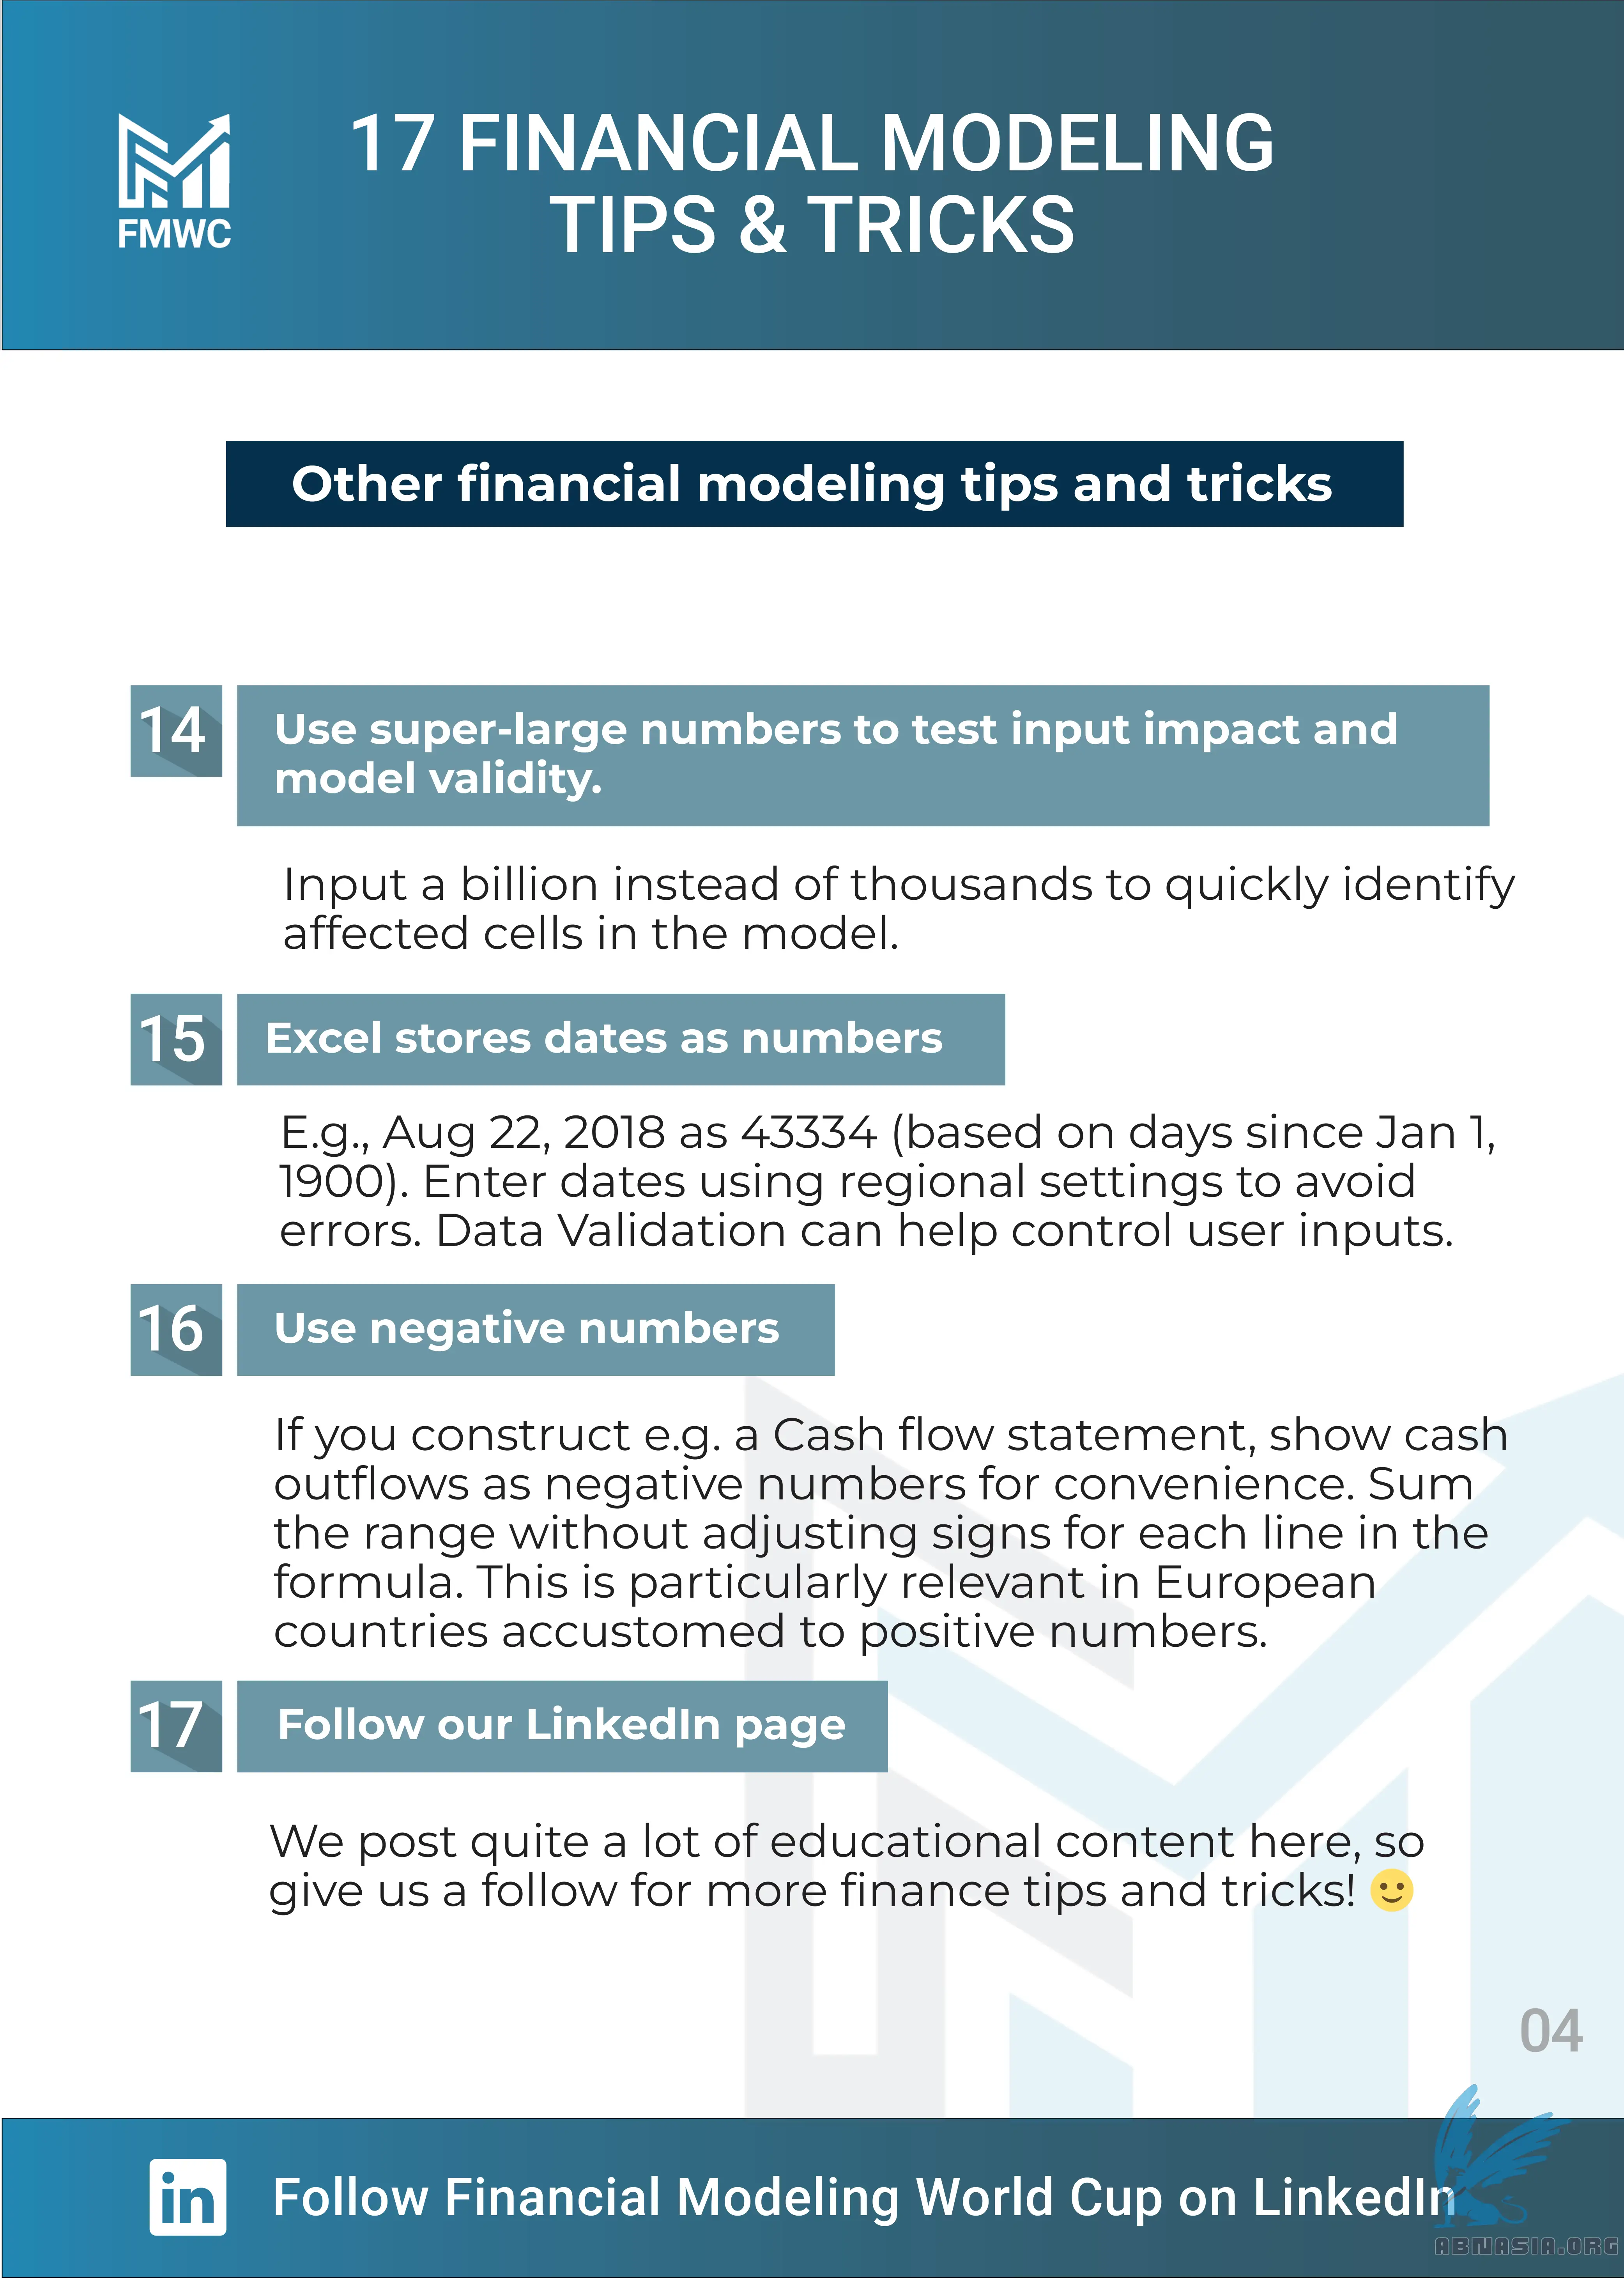 17 FINANCIAL MODELING
TIPS & TRICKS
FMWC
Other financial modeling tips and tricks
14
Use super-large numbers to test input impact and
model validity.
Input a billion instead of thousands to quickly identify
affected cells in the model.
15
Excel stores dates as numbers
E.g., Aug 22, 2018 as 43334 (based on days since Jan 1,
1900). Enter dates using regional settings to avoid
errors. Data Validation can help control user inputs.
16
Use negative numbers
If you construct e.g. a Cash flow statement, show cash
outflows as negative numbers for convenience. Sum
the range without adjusting signs for each line in the
formula. This is particularly relevant in European
countries accustomed to positive numbers.
17
Follow our LinkedIn page
We post quite a lot of educational content here, so
give us a follow for more finance tips and tricks! 🙂
04
in
Follow Financial Modeling World Cup on LinkedIn
ABNASIA.ORG